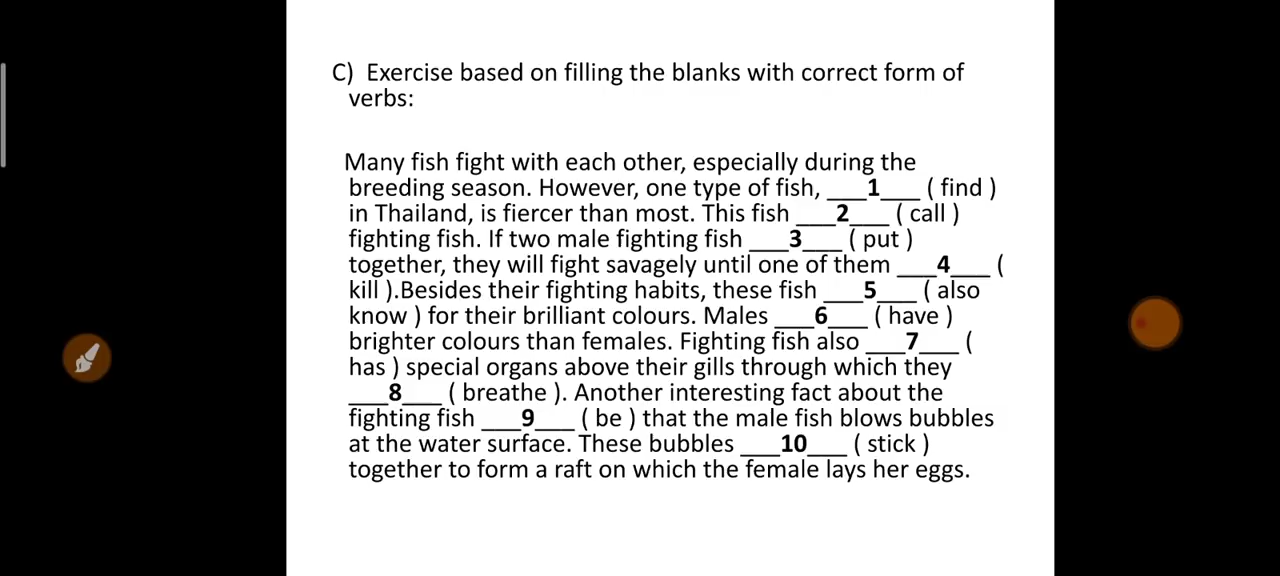 C) Exercise based on filling the blanks with correct form of
verbs:
Many fish fight with each other, especially during the
breeding season. However, one type of fish, ___1___ ( find )
in Thailand, is fiercer than most. This fish ___2___ ( call )
fighting fish. If two male fighting fish ___3___ ( put )
together, they will fight savagely until one of them ___4___ (
kill ).Besides their fighting habits, these fish ___5___ ( also
know ) for their brilliant colours. Males ___6___ ( have )
brighter colours than females. Fighting fish also ___7___ (
has ) special organs above their gills through which they
___8___ ( breathe ). Another interesting fact about the
fighting fish ___9___ ( be ) that the male fish blows bubbles
at the water surface. These bubbles ___10___ ( stick )
together to form a raft on which the female lays her eggs.